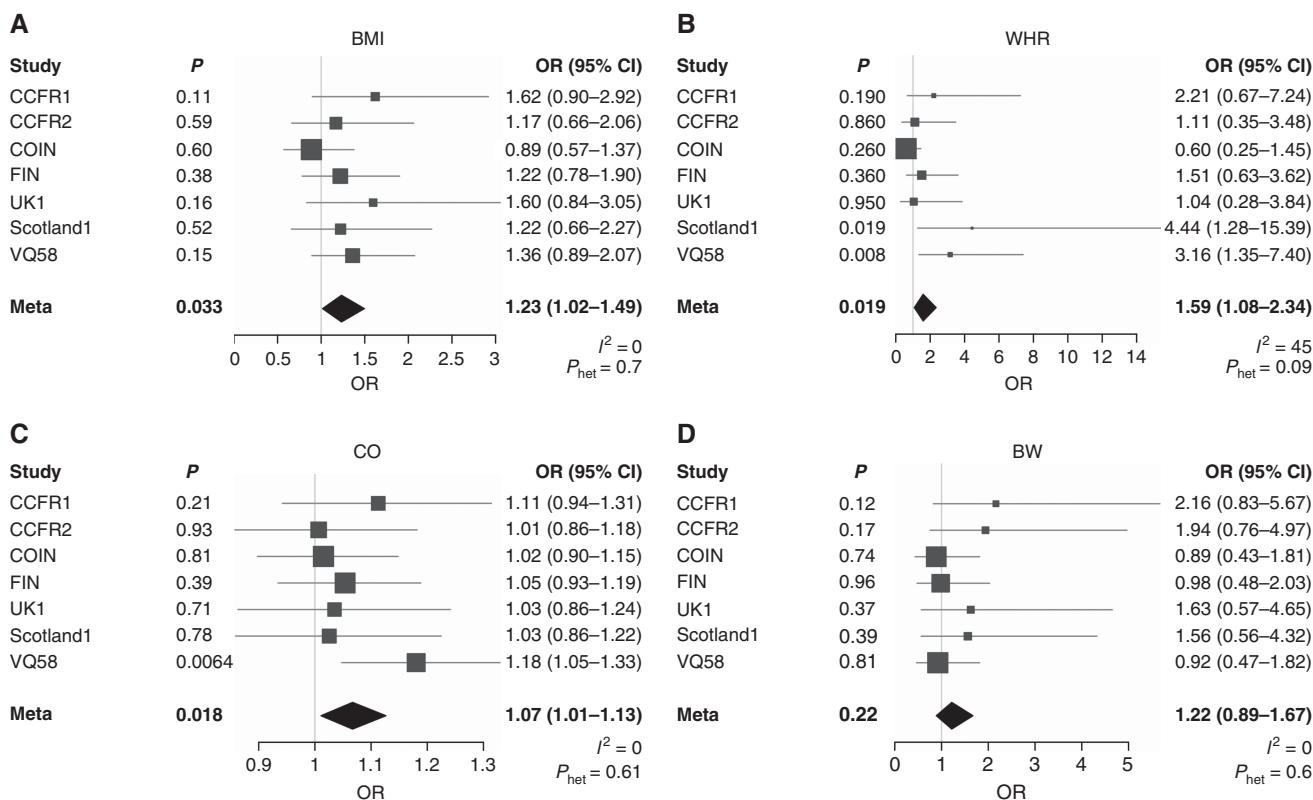 A
BMI
Study P OR (95% CI)
CCFR1 0.11 1.62 (0.90–2.92)
CCFR2 0.59 1.17 (0.66–2.06)
COIN 0.60 0.89 (0.57–1.37)
FIN 0.38 1.22 (0.78–1.90)
UK1 0.16 1.60 (0.84–3.05)
Scotland1 0.52 1.22 (0.66–2.27)
VQ58 0.15 1.36 (0.89–2.07)
Meta 0.033 1.23 (1.02–1.49)
0 0.5 1 1.5 2 2.5 3
OR
I² = 0
Phet = 0.7
B
WHR
Study P OR (95% CI)
CCFR1 0.190 2.21 (0.67–7.24)
CCFR2 0.860 1.11 (0.35–3.48)
COIN 0.260 0.60 (0.25–1.45)
FIN 0.360 1.51 (0.63–3.62)
UK1 0.950 1.04 (0.28–3.84)
Scotland1 0.019 4.44 (1.28–15.39)
VQ58 0.008 3.16 (1.35–7.40)
Meta 0.019 1.59 (1.08–2.34)
0 2 4 6 8 10 12 14
OR
I² = 45
Phet = 0.09
C
CO
Study P OR (95% CI)
CCFR1 0.21 1.11 (0.94–1.31)
CCFR2 0.93 1.01 (0.86–1.18)
COIN 0.81 1.02 (0.90–1.15)
FIN 0.39 1.05 (0.93–1.19)
UK1 0.71 1.03 (0.86–1.24)
Scotland1 0.78 1.03 (0.86–1.22)
VQ58 0.0064 1.18 (1.05–1.33)
Meta 0.018 1.07 (1.01–1.13)
0.9 1 1.1 1.2 1.3
OR
I² = 0
Phet = 0.61
D
BW
Study P OR (95% CI)
CCFR1 0.12 2.16 (0.83–5.67)
CCFR2 0.17 1.94 (0.76–4.97)
COIN 0.74 0.89 (0.43–1.81)
FIN 0.96 0.98 (0.48–2.03)
UK1 0.37 1.63 (0.57–4.65)
Scotland1 0.39 1.56 (0.56–4.32)
VQ58 0.81 0.92 (0.47–1.82)
Meta 0.22 1.22 (0.89–1.67)
0 1 2 3 4 5
OR
I² = 0
Phet = 0.6